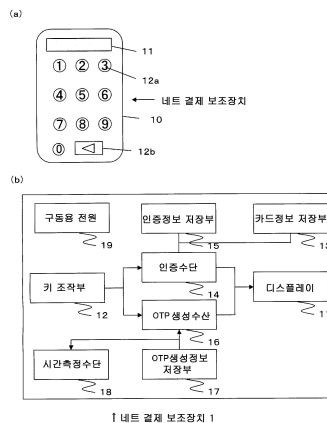 (a)
11
① ② ③
12a
④ ⑤ ⑥
네트 결제 보조장치
10
⑦ ⑧ ⑨
⓪
12b
(b)
구동용 전원
인증정보 저장부
카드정보 저장부
19
15
13
인증수단
키 조작부
디스플레이
14
12
OTP 생성수산
11
16
시간측정수단
OTP생성정보
저장부
18
17
↑ 네트 결제 보조장치 1